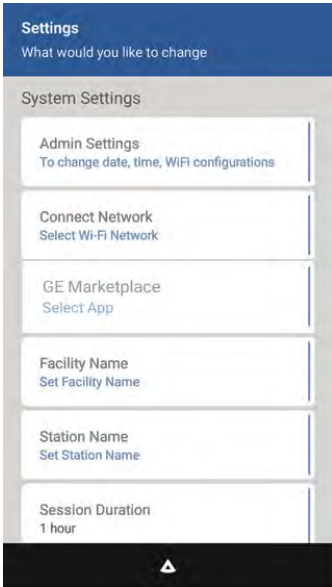 Settings
What would you like to change
System Settings
Admin Settings
To change date, time, WiFi configurations
Connect Network
Select Wi-Fi Network
GE Marketplace
Select App
Facility Name
Set Facility Name
Station Name
Set Station Name
Session Duration
1 hour